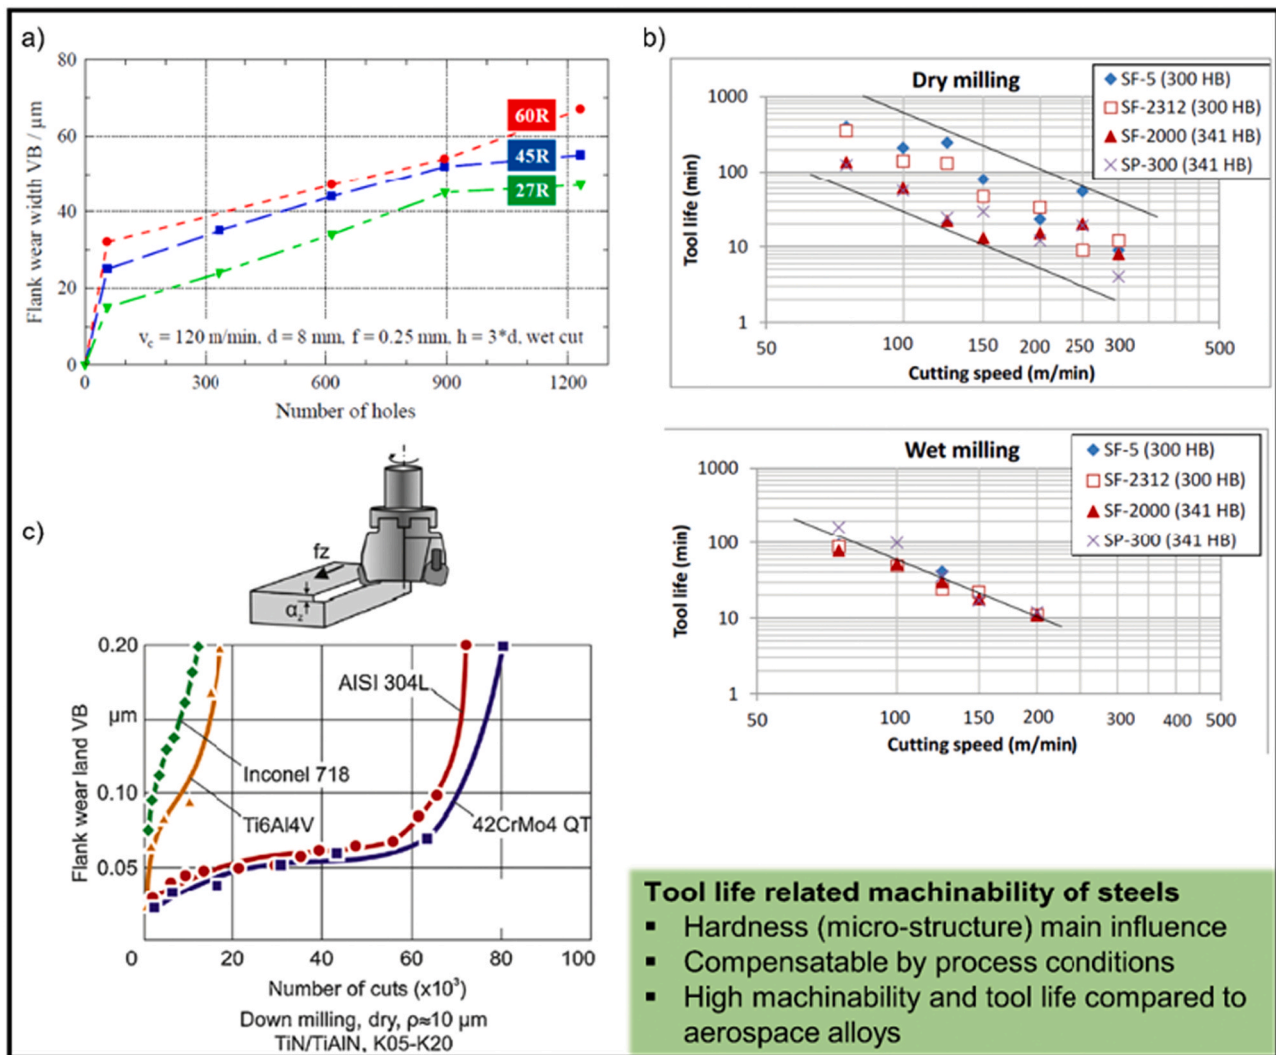 a)
80
60
40
20
0
Flank wear width VB / μm
60R
45R
27R
v_c = 120 m/min, d = 8 mm, f = 0.25 mm, h = 3*d, wet cut
0 300 600 900 1200
Number of holes
b)
Dry milling
SF-5 (300 HB)
SF-2312 (300 HB)
SF-2000 (341 HB)
SP-300 (341 HB)
1000
100
10
1
Tool life (min)
50 100 150 200 250 300 500
Cutting speed (m/min)
Wet milling
SF-5 (300 HB)
SF-2312 (300 HB)
SF-2000 (341 HB)
SP-300 (341 HB)
1000
100
10
1
Tool life (min)
50 100 150 200 300 400 500
Cutting speed (m/min)
c)
fz
α_z
0.20
μm
0.10
0.05
Flank wear land VB
AISI 304L
Inconel 718
Ti6Al4V
42CrMo4 QT
0 20 40 60 80 100
Number of cuts (x10³)
Down milling, dry, ρ≈10 μm
TiN/TiAlN, K05-K20
Tool life related machinability of steels
▪ Hardness (micro-structure) main influence
▪ Compensatable by process conditions
▪ High machinability and tool life compared to
aerospace alloys